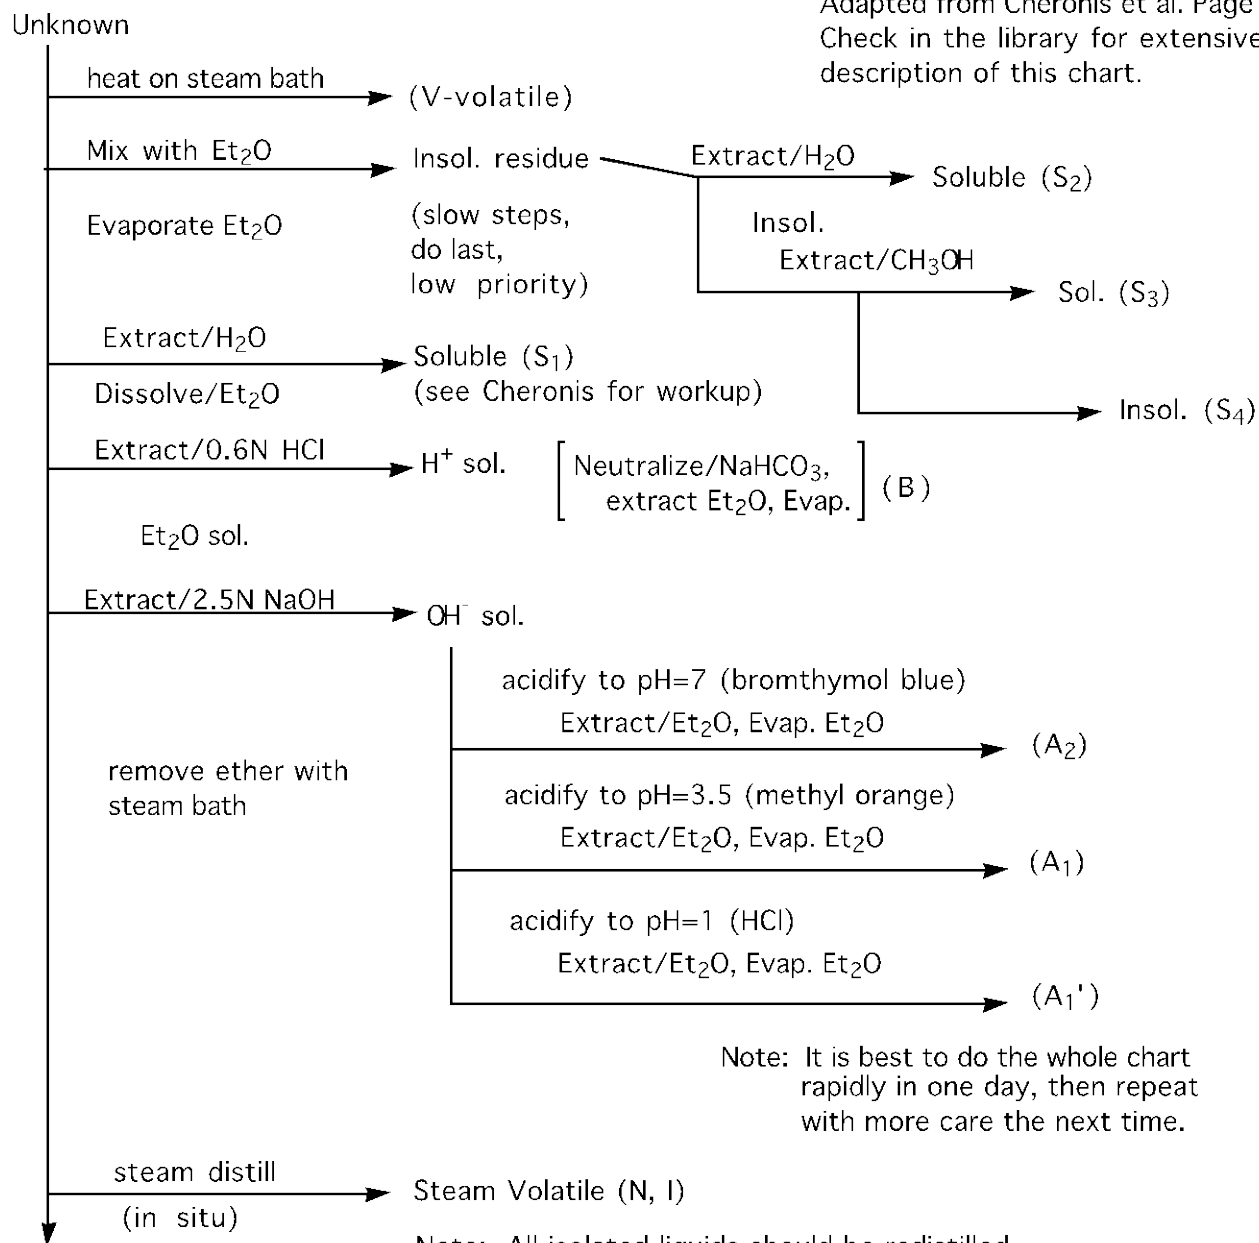 Adapted from Cheronis et al. Page
Check in the library for extensive
description of this chart.
Unknown
heat on steam bath
(V-volatile)
Mix with Et₂O
Insol. residue
Extract/H₂O
Soluble (S₂)
Evaporate Et₂O
(slow steps,
do last,
low priority)
Insol.
Extract/CH₃OH
Sol. (S₃)
Insol. (S₄)
Extract/H₂O
Soluble (S₁)
(see Cheronis for workup)
Dissolve/Et₂O
Extract/0.6N HCl
H⁺ sol.
[Neutralize/NaHCO₃,
extract Et₂O, Evap.] (B)
Et₂O sol.
Extract/2.5N NaOH
OH⁻ sol.
acidify to pH=7 (bromthymol blue)
Extract/Et₂O, Evap. Et₂O
(A₂)
remove ether with
steam bath
acidify to pH=3.5 (methyl orange)
Extract/Et₂O, Evap. Et₂O
(A₁)
acidify to pH=1 (HCl)
Extract/Et₂O, Evap. Et₂O
(A₁')
Note: It is best to do the whole chart
rapidly in one day, then repeat
with more care the next time.
steam distill
(in situ)
Steam Volatile (N, I)
Note: All isolated liquids should be redistilled